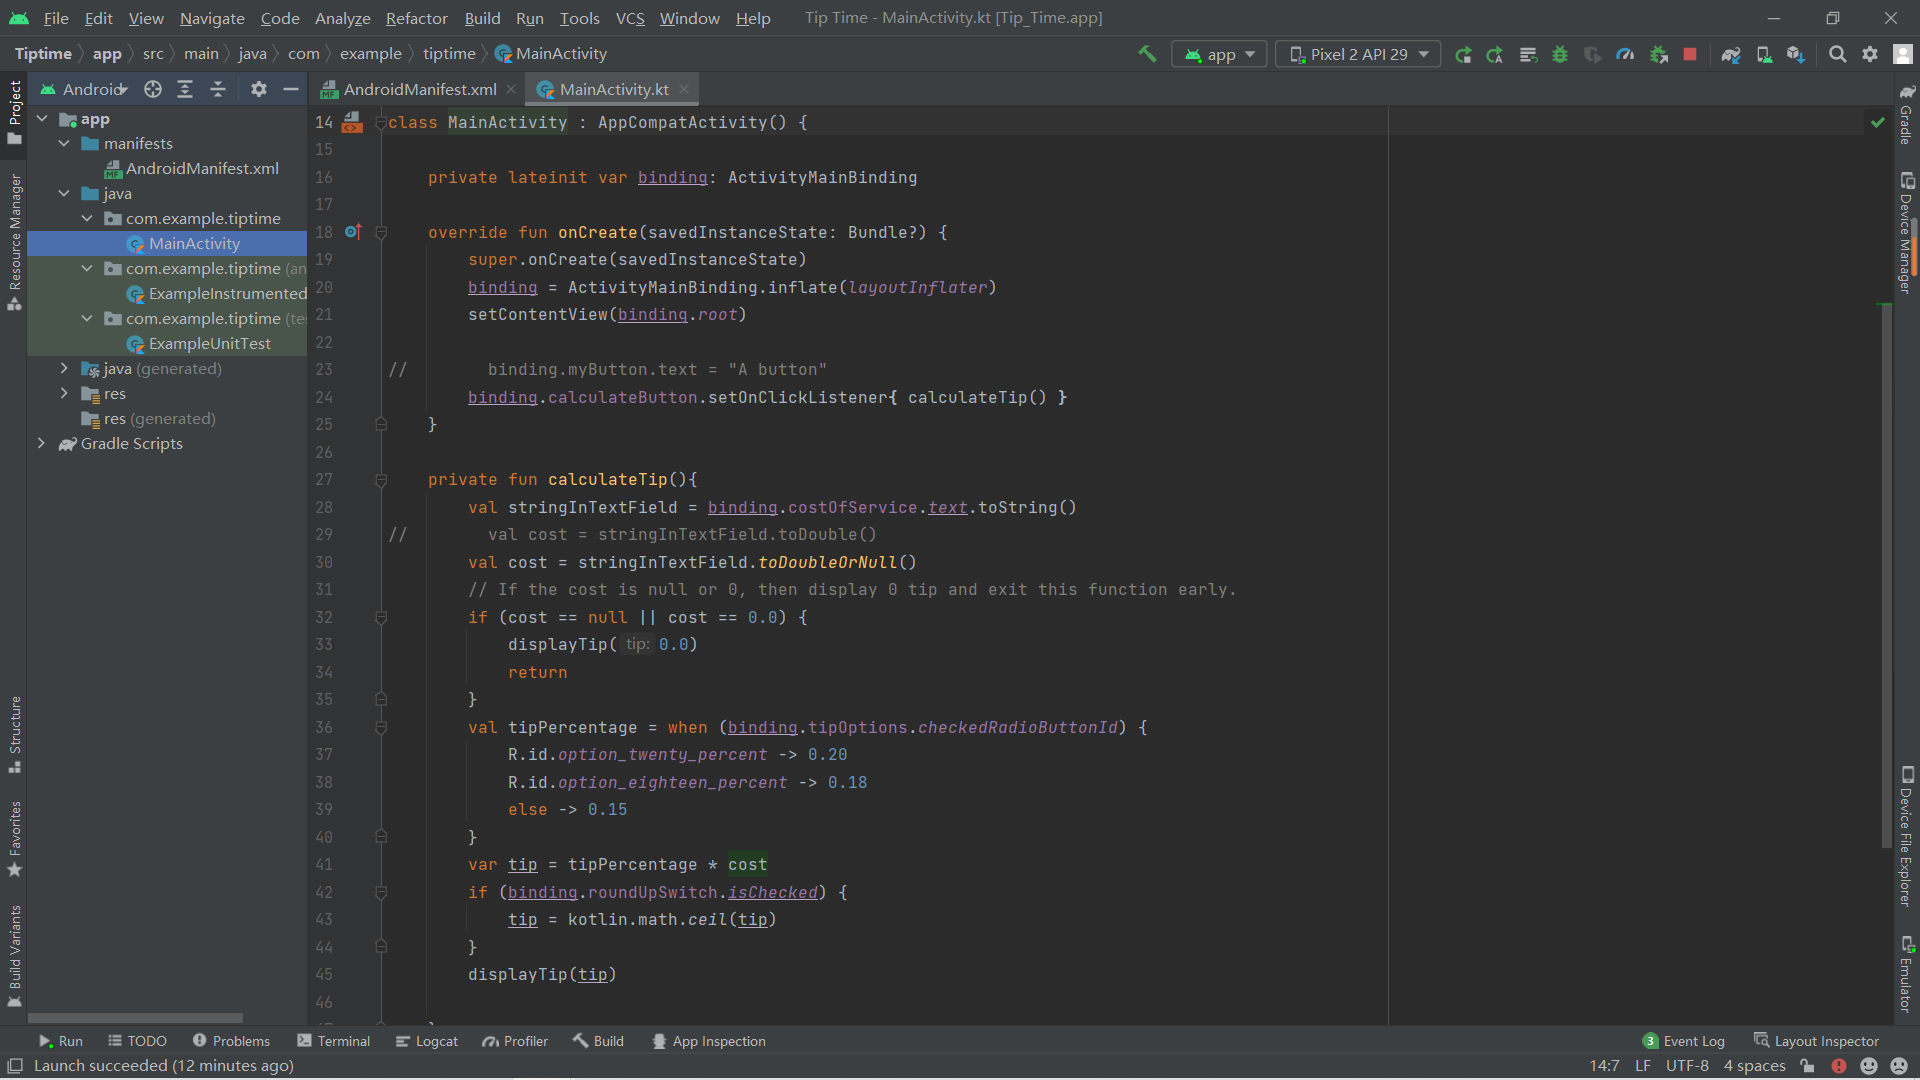 File Edit View Navigate Code Analyze Refactor Build Run Tools VCS Window Help Tip Time - MainActivity.kt [Tip_Time.app]
Tiptime app src main java com example tiptime MainActivity app Pixel 2 API 29
Android AndroidManifest.xml MainActivity.kt
Project
Resource Manager
Structure
Favorites
Build Variants
app
manifests
AndroidManifest.xml
java
com.example.tiptime
MainActivity
com.example.tiptime (an
ExampleInstrumented
com.example.tiptime (te
ExampleUnitTest
java (generated)
res
res (generated)
Gradle Scripts
14 class MainActivity : AppCompatActivity() {
15
16 private lateinit var binding: ActivityMainBinding
17
18 override fun onCreate(savedInstanceState: Bundle?) {
19 super.onCreate(savedInstanceState)
20 binding = ActivityMainBinding.inflate(layoutInflater)
21 setContentView(binding.root)
22
23 // binding.myButton.text = "A button"
24 binding.calculateButton.setOnClickListener{ calculateTip() }
25 }
26
27 private fun calculateTip(){
28 val stringInTextField = binding.costOfService.text.toString()
29 // val cost = stringInTextField.toDouble()
30 val cost = stringInTextField.toDoubleOrNull()
31 // If the cost is null or 0, then display 0 tip and exit this function early.
32 if (cost == null || cost == 0.0) {
33 displayTip( tip: 0.0)
34 return
35 }
36 val tipPercentage = when (binding.tipOptions.checkedRadioButtonId) {
37 R.id.option_twenty_percent -> 0.20
38 R.id.option_eighteen_percent -> 0.18
39 else -> 0.15
40 }
41 var tip = tipPercentage * cost
42 if (binding.roundUpSwitch.isChecked) {
43 tip = kotlin.math.ceil(tip)
44 }
45 displayTip(tip)
46
Gradle
Device Manager
Device File Explorer
Emulator
Run TODO Problems Terminal Logcat Profiler Build App Inspection 3 Event Log Layout Inspector
Launch succeeded (12 minutes ago) 14:7 LF UTF-8 4 spaces